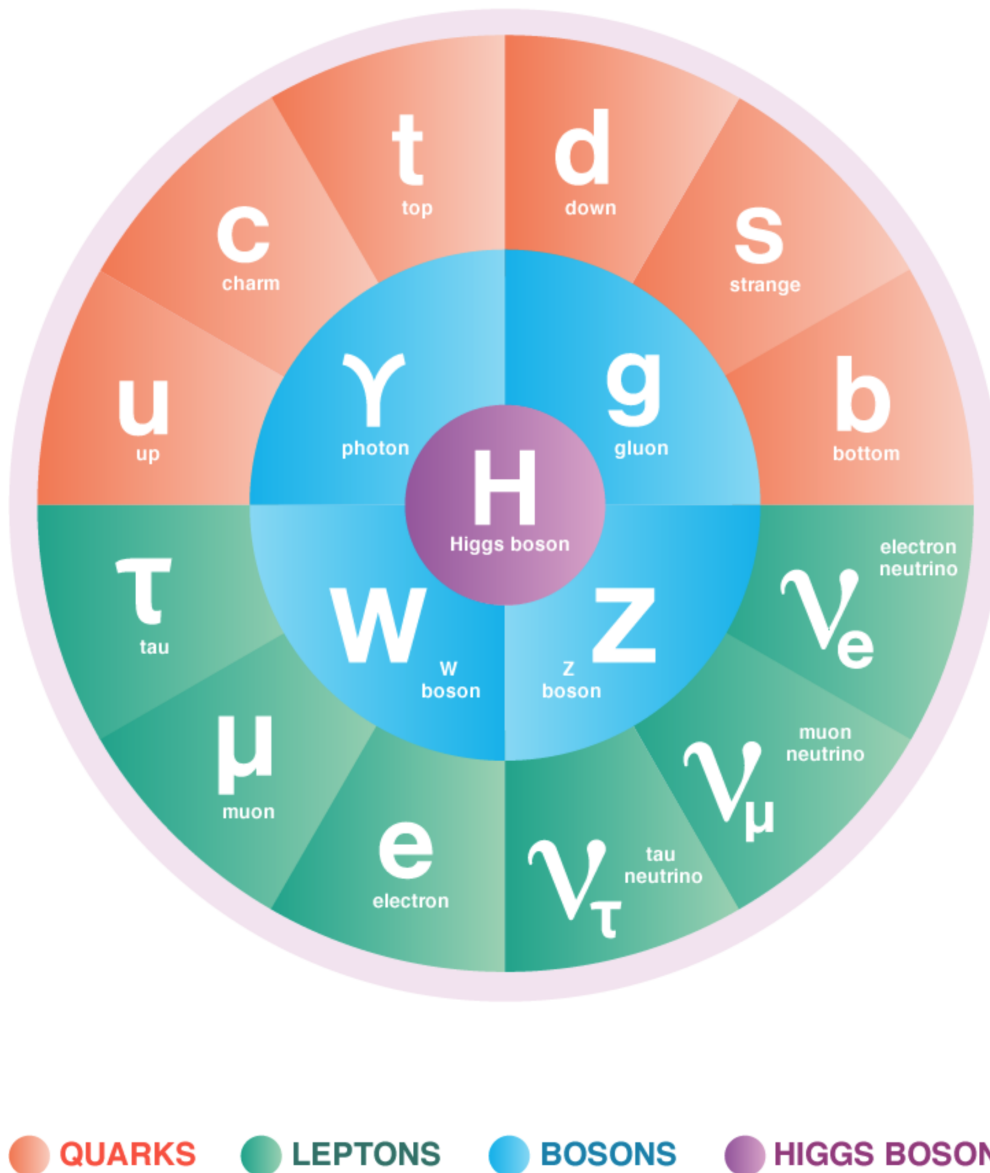 t
top
d
down
c
charm
s
strange
u
up
γ
photon
g
gluon
b
bottom
H
Higgs boson
τ
tau
W
W
boson
Z
Z
boson
νe
electron
neutrino
μ
muon
νμ
muon
neutrino
e
electron
ντ
tau
neutrino
QUARKS
LEPTONS
BOSONS
HIGGS BOSON